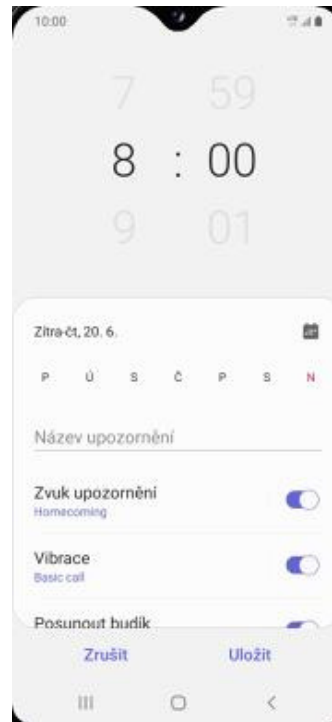 10:00
7 59
8 : 00
9 01
Zítra-čt, 20. 6.
P Ú S Č P S N
Název upozornění
Zvuk upozornění
Homecoming
Vibrace
Basic call
Posunout budík
Zrušit Uložit